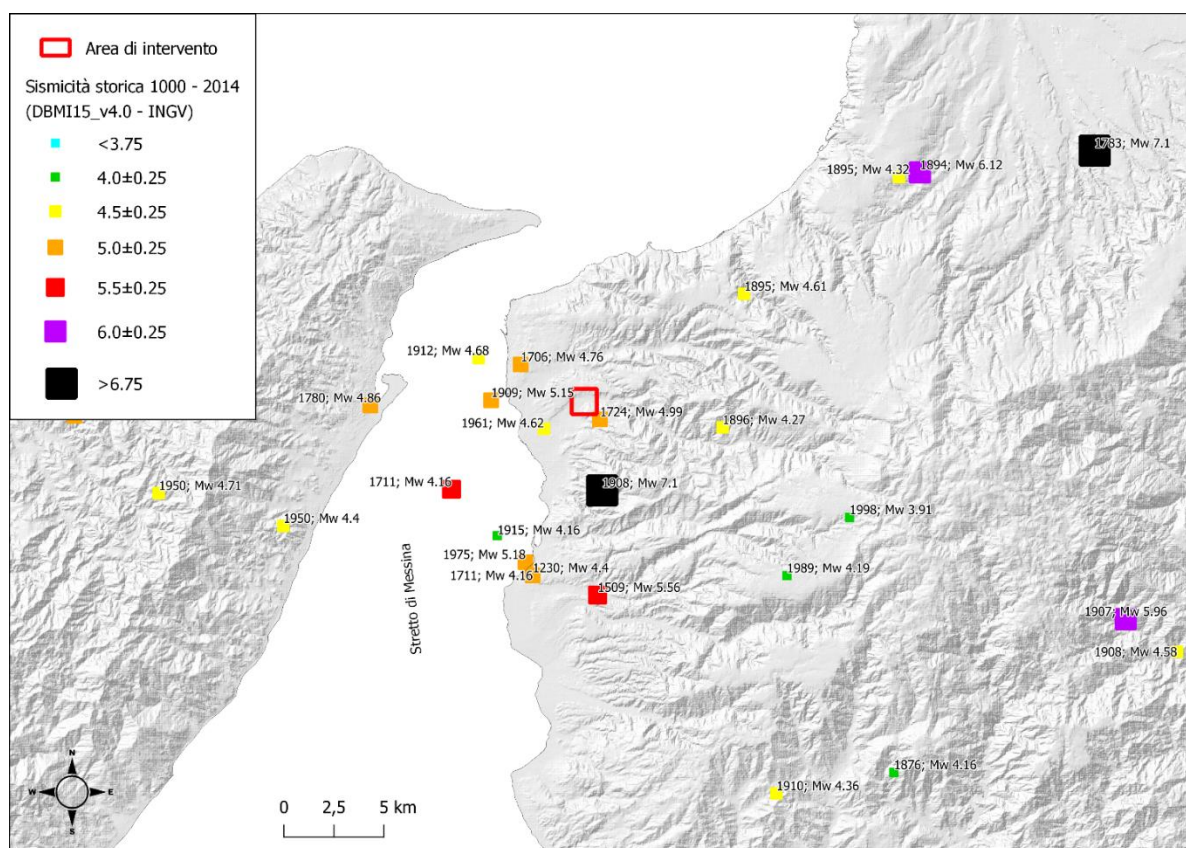 Area di intervento
Sismicità storica 1000 - 2014
(DBMI15_v4.0 - INGV)
<3.75
4.0±0.25
4.5±0.25
5.0±0.25
5.5±0.25
6.0±0.25
>6.75
1783; Mw 7.1
1895; Mw 4.32
1894; Mw 6.12
1895; Mw 4.61
1912; Mw 4.68
1706; Mw 4.76
1780; Mw 4.86
1909; Mw 5.15
1724; Mw 4.99
1961; Mw 4.62
1896; Mw 4.27
1711; Mw 4.16
1908; Mw 7.1
1950; Mw 4.71
1950; Mw 4.4
1998; Mw 3.91
1915; Mw 4.16
1975; Mw 5.18
1230; Mw 4.4
1711; Mw 4.16
1989; Mw 4.19
1509; Mw 5.56
Stretto di Messina
1907; Mw 5.96
1908; Mw 4.58
1876; Mw 4.16
1910; Mw 4.36
N
W
E
S
0 2,5 5 km